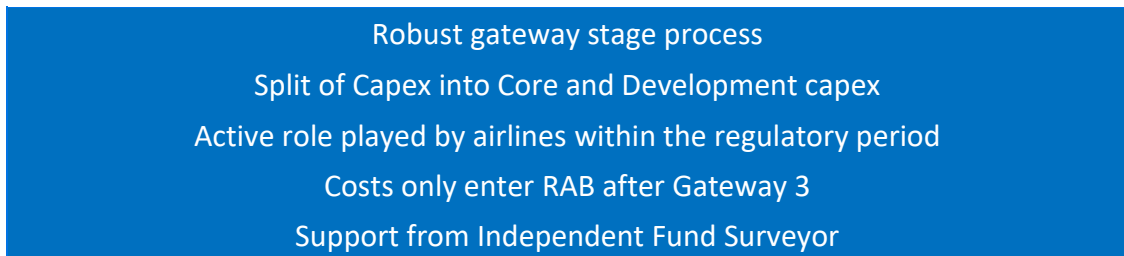 Robust gateway stage process
Split of Capex into Core and Development capex
Active role played by airlines within the regulatory period
Costs only enter RAB after Gateway 3
Support from Independent Fund Surveyor